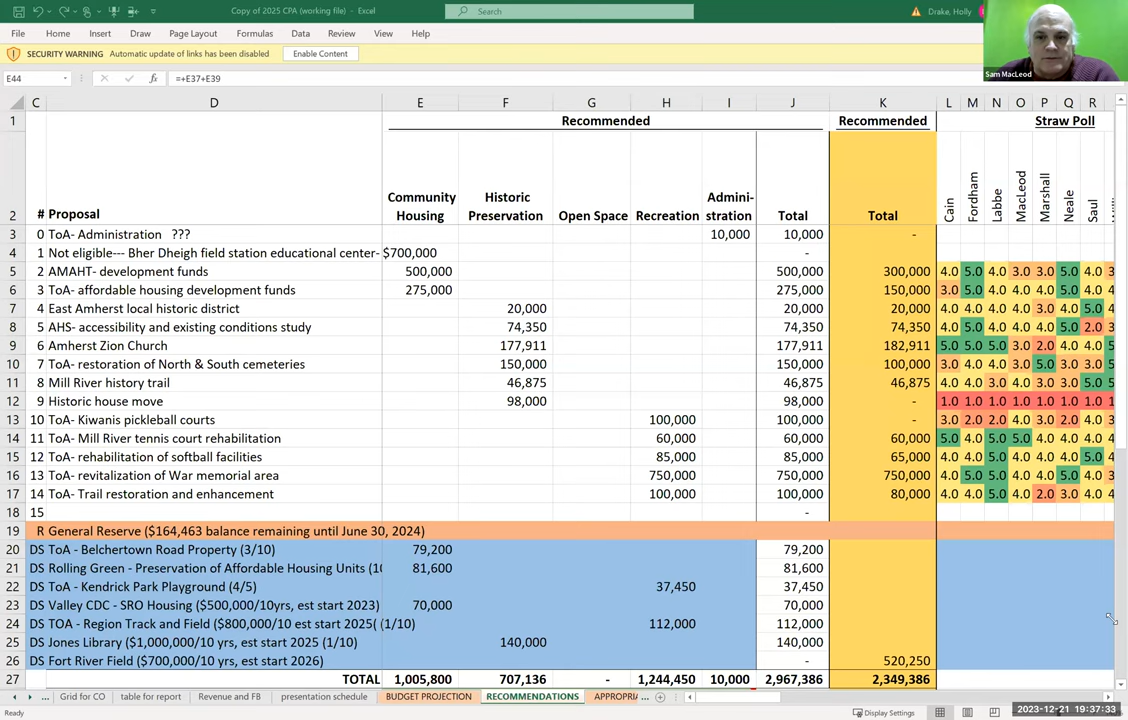 Copy of 2025 CPA (working file) - Excel
Search
Drake, Holly
File Home Insert Draw Page Layout Formulas Data Review View Help
Sam MacLeod
SECURITY WARNING Automatic update of links has been disabled Enable Content
E44 fx =+E37+E39
C D E F G H I J K L M N O P Q R
1 Recommended Recommended Straw Poll
2 # Proposal Community Housing Historic Preservation Open Space Recreation Admini-stration Total Total Cain Fordham Labbe MacLeod Marshall Neale Saul
3 0 ToA- Administration ??? 10,000 10,000 -
4 1 Not eligible--- Bher Dheigh field station educational center- $700,000 -
5 2 AMAHT- development funds 500,000 500,000 300,000 4.0 5.0 4.0 3.0 3.0 5.0 4.0 3
6 3 ToA- affordable housing development funds 275,000 275,000 150,000 3.0 5.0 4.0 4.0 4.0 5.0 4.0 4
7 4 East Amherst local historic district 20,000 20,000 20,000 4.0 4.0 4.0 4.0 3.0 4.0 5.0 4
8 5 AHS- accessibility and existing conditions study 74,350 74,350 74,350 4.0 5.0 4.0 4.0 4.0 5.0 2.0 3
9 6 Amherst Zion Church 177,911 177,911 182,911 5.0 5.0 5.0 3.0 2.0 4.0 4.0 5
10 7 ToA- restoration of North & South cemeteries 150,000 150,000 100,000 3.0 4.0 4.0 3.0 5.0 3.0 3.0 5
11 8 Mill River history trail 46,875 46,875 46,875 4.0 4.0 3.0 4.0 3.0 3.0 5.0 5
12 9 Historic house move 98,000 98,000 - 1.0 1.0 1.0 1.0 1.0 1.0 1.0 1
13 10 ToA- Kiwanis pickleball courts 100,000 100,000 - 3.0 2.0 2.0 4.0 3.0 2.0 4.0 3
14 11 ToA- Mill River tennis court rehabilitation 60,000 60,000 60,000 5.0 4.0 5.0 5.0 4.0 4.0 4.0 4
15 12 ToA- rehabilitation of softball facilities 85,000 85,000 65,000 4.0 4.0 5.0 4.0 4.0 4.0 5.0 4
16 13 ToA- revitalization of War memorial area 750,000 750,000 750,000 4.0 5.0 5.0 4.0 4.0 5.0 4.0 3
17 14 ToA- Trail restoration and enhancement 100,000 100,000 80,000 4.0 4.0 5.0 4.0 2.0 3.0 4.0 4
18 15 -
19 R General Reserve ($164,463 balance remaining until June 30, 2024)
20 DS ToA - Belchertown Road Property (3/10) 79,200 79,200
21 DS Rolling Green - Preservation of Affordable Housing Units (10 81,600 81,600
22 DS ToA - Kendrick Park Playground (4/5) 37,450 37,450
23 DS Valley CDC - SRO Housing ($500,000/10yrs, est start 2023) 70,000 70,000
24 DS TOA - Region Track and Field ($800,000/10 est start 2025( (1/10) 112,000 112,000
25 DS Jones Library ($1,000,000/10 yrs, est start 2025 (1/10) 140,000 140,000
26 DS Fort River Field ($700,000/10 yrs, est start 2026) - 520,250
27 TOTAL 1,005,800 707,136 - 1,244,450 10,000 2,967,386 2,349,386
... Grid for CO table for report Revenue and FB presentation schedule BUDGET PROJECTION RECOMMENDATIONS APPROPRIA ...
Display Settings
2023-12-21 19:37:33